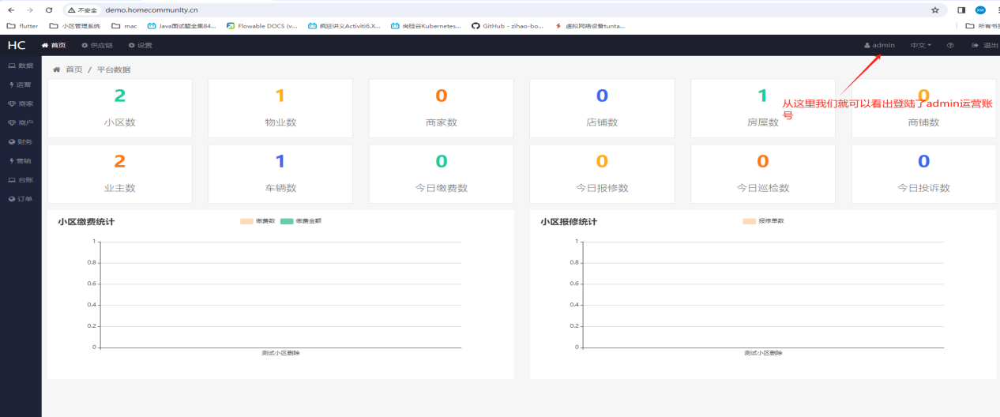 不安全 demo.homecommunity.cn
flutter 小区管理系统 mac Java面试题全集84... Flowable DOCS (v... 疯狂讲义Activiti6.X... 尚硅谷Kubernetes... GitHub - zihao-bo... 虚拟网络设备tunta... 所有书签
HC 首页 供应链 设置 admin 中文 退出
数据
运营
商家
商户
财务
营销
台账
订单
首页 / 平台数据
2 1 0 0 1 0
小区数 物业数 商家数 店铺数 房屋数 商铺数
从这里我们就可以看出登陆了admin运营账
号
2 1 0 0 0 0
业主数 车辆数 今日缴费数 今日报修数 今日巡检数 今日投诉数
小区缴费统计 缴费数 缴费金额
1
0.8
0.6
0.4
0.2
0
测试小区删除
小区报修统计 报修单数
1
0.8
0.6
0.4
0.2
0
测试小区删除